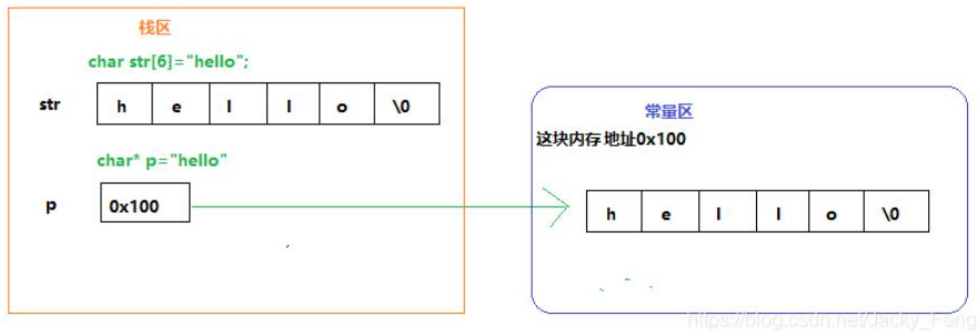 栈区
char str[6]="hello";
str h e l l o \0
char* p="hello"
p 0x100
常量区
这块内存地址0x100
h e l l o \0
https://blog.csdn.net/Jacky_Feng